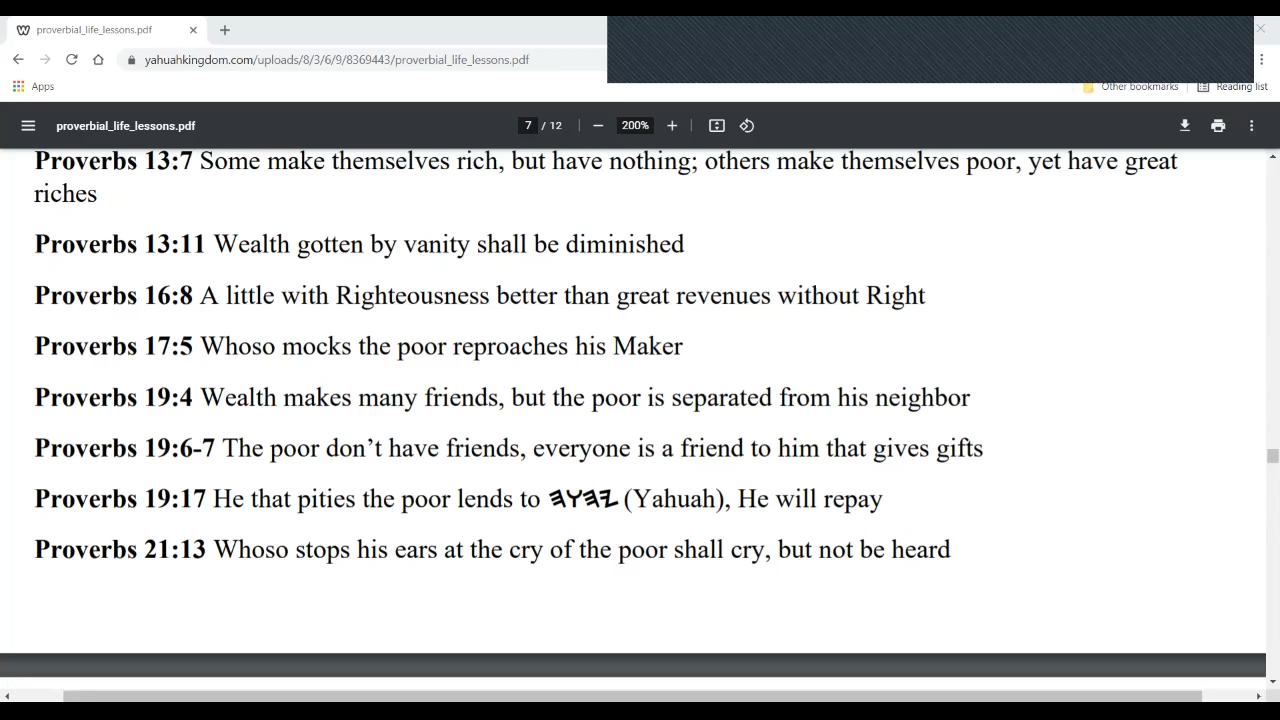 proverbial_life_lessons.pdf
yahuahkingdom.com/uploads/8/3/6/9/8369443/proverbial_life_lessons.pdf
Apps
Other bookmarks
Reading list
proverbial_life_lessons.pdf
7 / 12
200%
Proverbs 13:7 Some make themselves rich, but have nothing; others make themselves poor, yet have great
riches
Proverbs 13:11 Wealth gotten by vanity shall be diminished
Proverbs 16:8 A little with Righteousness better than great revenues without Right
Proverbs 17:5 Whoso mocks the poor reproaches his Maker
Proverbs 19:4 Wealth makes many friends, but the poor is separated from his neighbor
Proverbs 19:6-7 The poor don’t have friends, everyone is a friend to him that gives gifts
Proverbs 19:17 He that pities the poor lends to 𐤉𐤄𐤅𐤄 (Yahuah), He will repay
Proverbs 21:13 Whoso stops his ears at the cry of the poor shall cry, but not be heard